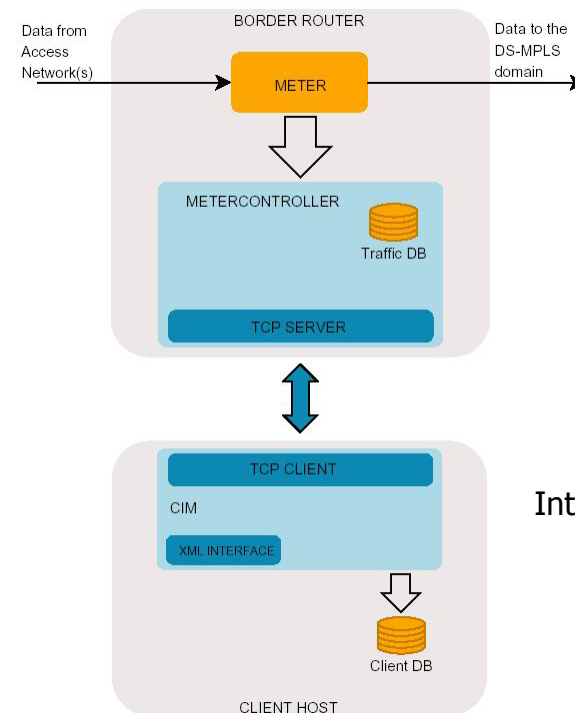 BORDER ROUTER
Data from
Access
Network(s)
Data to the
DS-MPLS
domain
METER
METERCONTROLLER
Traffic DB
TCP SERVER
TCP CLIENT
CIM
Int
XML INTERFACE
Client DB
CLIENT HOST